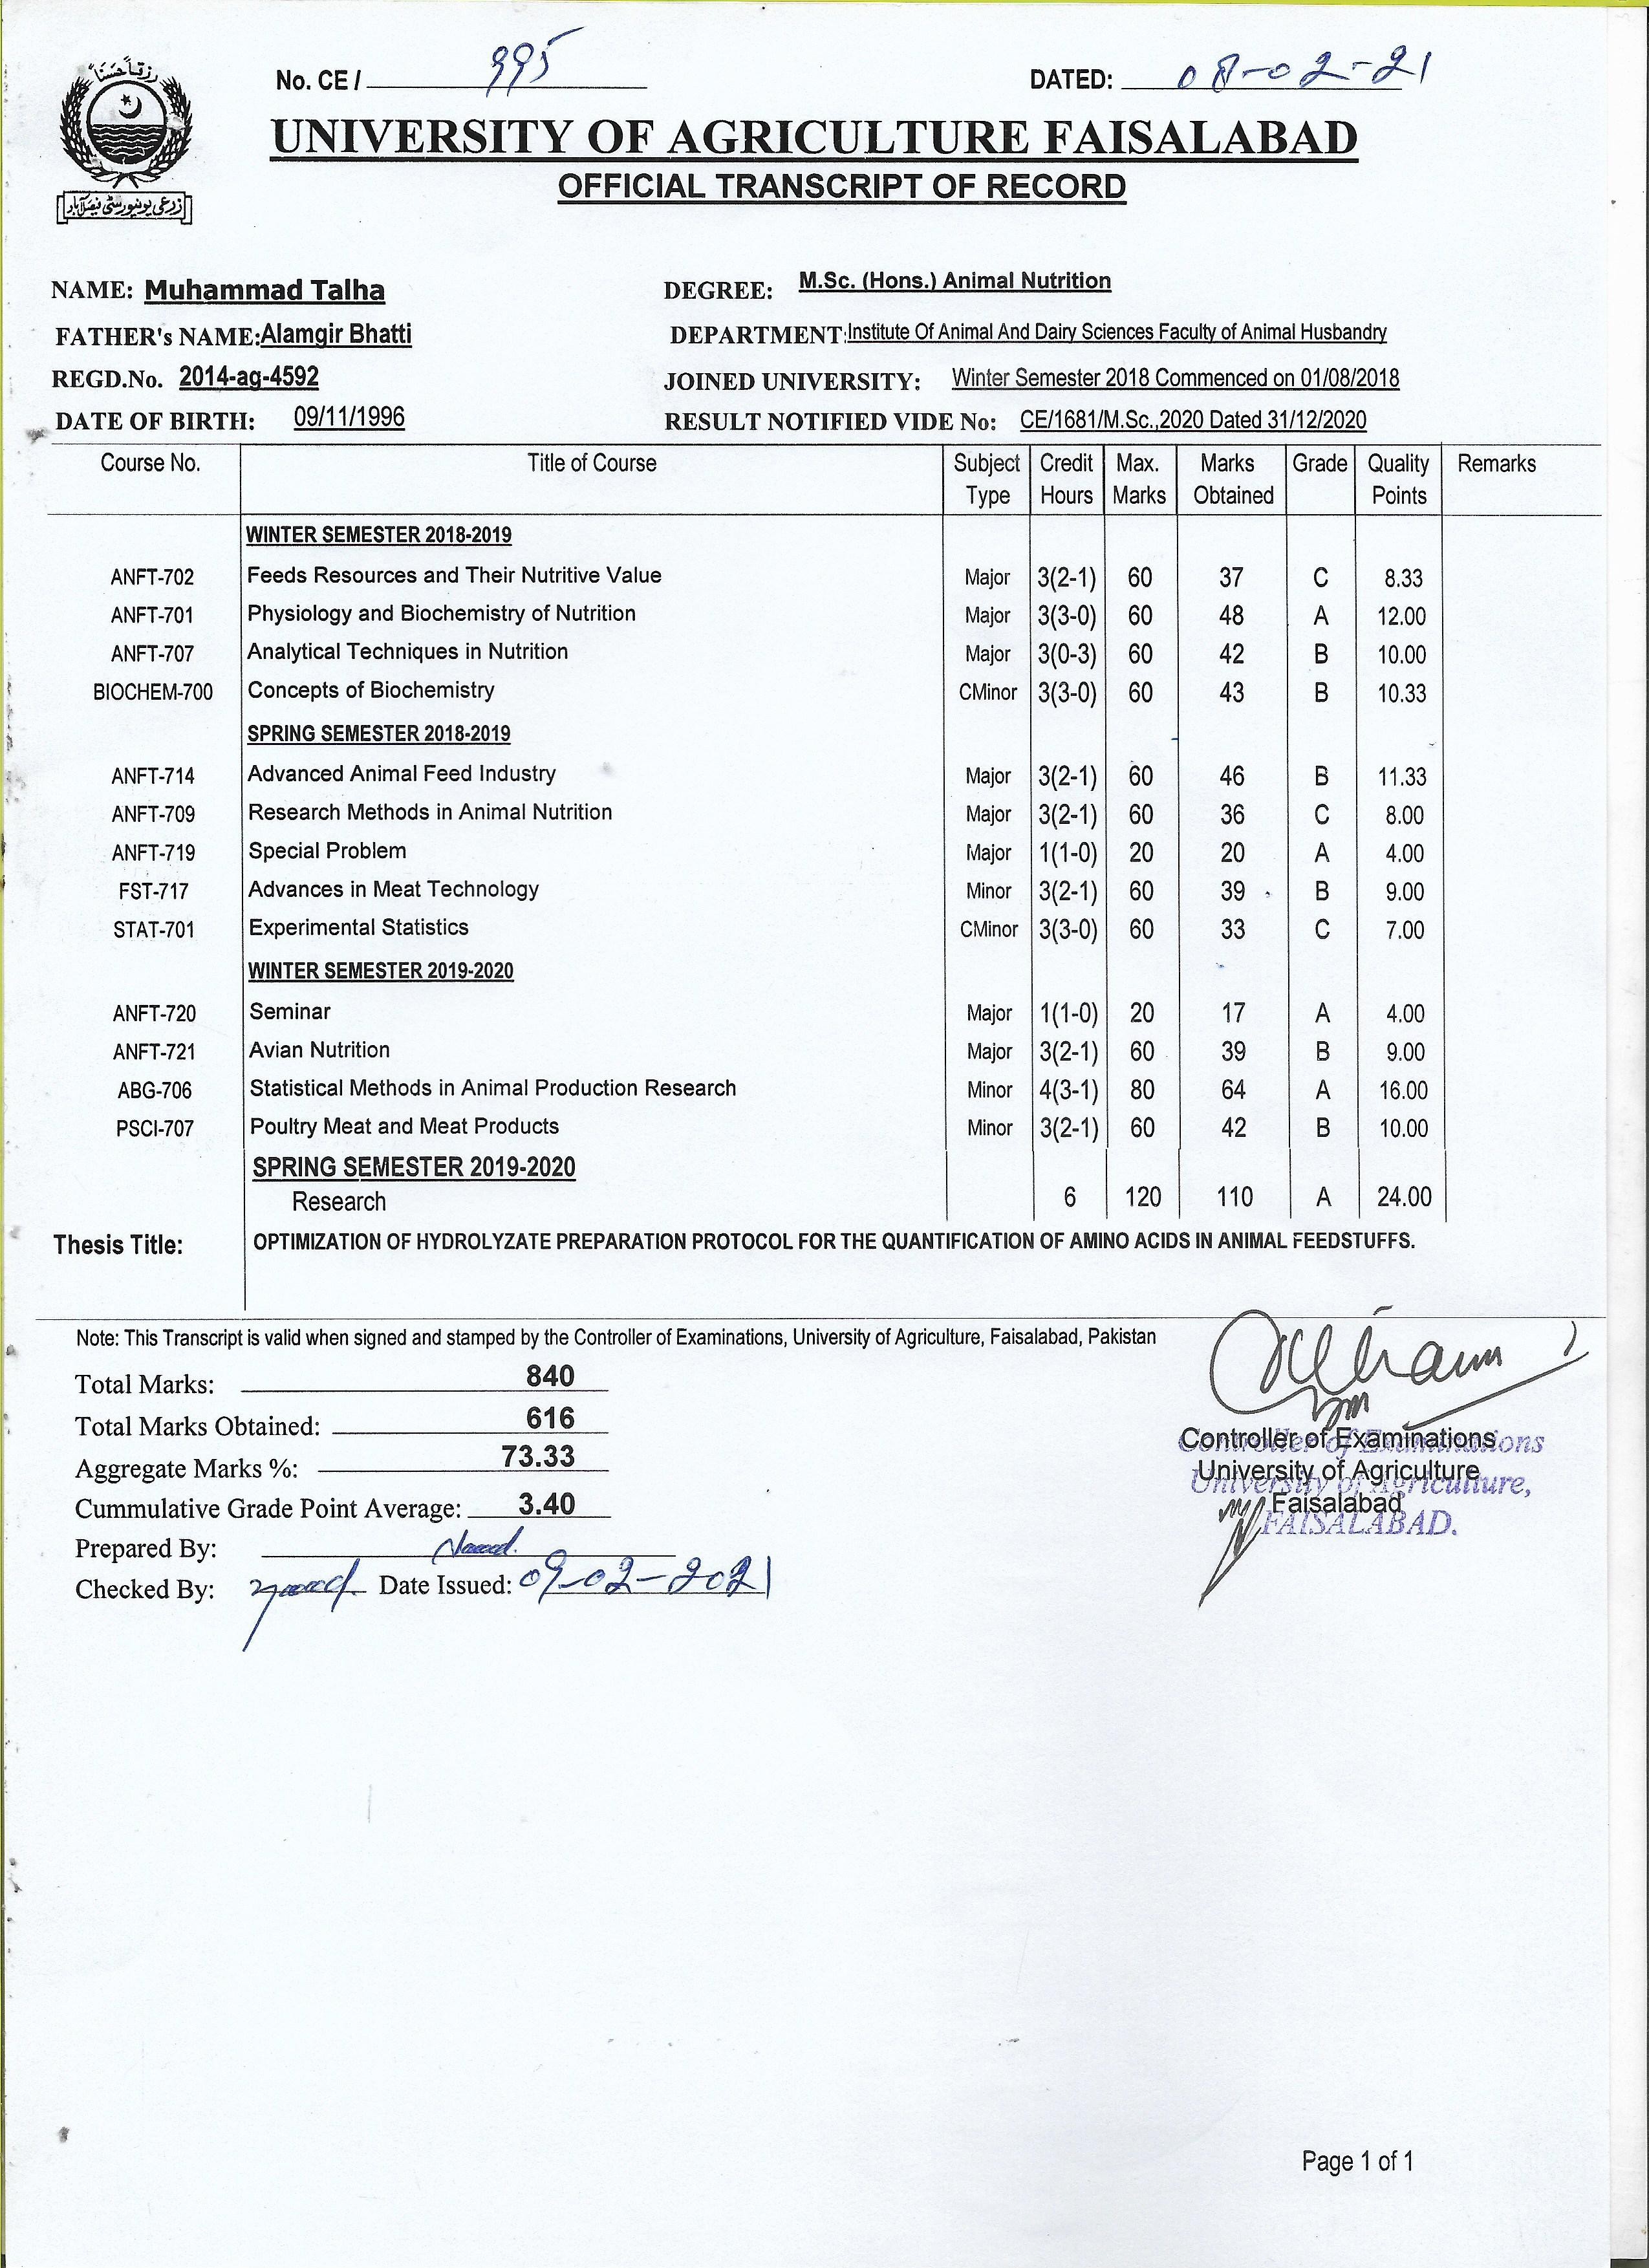 رزقاً حسناً
زرعی یونیورسٹی فیصل آباد
No. CE / 995 DATED: 08-02-21
UNIVERSITY OF AGRICULTURE FAISALABAD
OFFICIAL TRANSCRIPT OF RECORD
NAME: Muhammad Talha DEGREE: M.Sc. (Hons.) Animal Nutrition
FATHER's NAME: Alamgir Bhatti DEPARTMENT: Institute Of Animal And Dairy Sciences Faculty of Animal Husbandry
REGD.No. 2014-ag-4592 JOINED UNIVERSITY: Winter Semester 2018 Commenced on 01/08/2018
DATE OF BIRTH: 09/11/1996 RESULT NOTIFIED VIDE No: CE/1681/M.Sc.,2020 Dated 31/12/2020
Course No. Title of Course Subject Credit Max. Marks Grade Quality Remarks
Type Hours Marks Obtained Points
WINTER SEMESTER 2018-2019
ANFT-702 Feeds Resources and Their Nutritive Value Major 3(2-1) 60 37 C 8.33
ANFT-701 Physiology and Biochemistry of Nutrition Major 3(3-0) 60 48 A 12.00
ANFT-707 Analytical Techniques in Nutrition Major 3(0-3) 60 42 B 10.00
BIOCHEM-700 Concepts of Biochemistry CMinor 3(3-0) 60 43 B 10.33
SPRING SEMESTER 2018-2019
ANFT-714 Advanced Animal Feed Industry Major 3(2-1) 60 46 B 11.33
ANFT-709 Research Methods in Animal Nutrition Major 3(2-1) 60 36 C 8.00
ANFT-719 Special Problem Major 1(1-0) 20 20 A 4.00
FST-717 Advances in Meat Technology Minor 3(2-1) 60 39 B 9.00
STAT-701 Experimental Statistics CMinor 3(3-0) 60 33 C 7.00
WINTER SEMESTER 2019-2020
ANFT-720 Seminar Major 1(1-0) 20 17 A 4.00
ANFT-721 Avian Nutrition Major 3(2-1) 60 39 B 9.00
ABG-706 Statistical Methods in Animal Production Research Minor 4(3-1) 80 64 A 16.00
PSCI-707 Poultry Meat and Meat Products Minor 3(2-1) 60 42 B 10.00
SPRING SEMESTER 2019-2020
Research 6 120 110 A 24.00
Thesis Title: OPTIMIZATION OF HYDROLYZATE PREPARATION PROTOCOL FOR THE QUANTIFICATION OF AMINO ACIDS IN ANIMAL FEEDSTUFFS.
Note: This Transcript is valid when signed and stamped by the Controller of Examinations, University of Agriculture, Faisalabad, Pakistan
Total Marks: 840
Total Marks Obtained: 616
Aggregate Marks %: 73.33
Cummulative Grade Point Average: 3.40
Prepared By:
Checked By: Date Issued: 09-02-2021
Controller of Examinations
University of Agriculture
Faisalabad
Controller of Examinations
University of Agriculture,
FAISALABAD.
Page 1 of 1